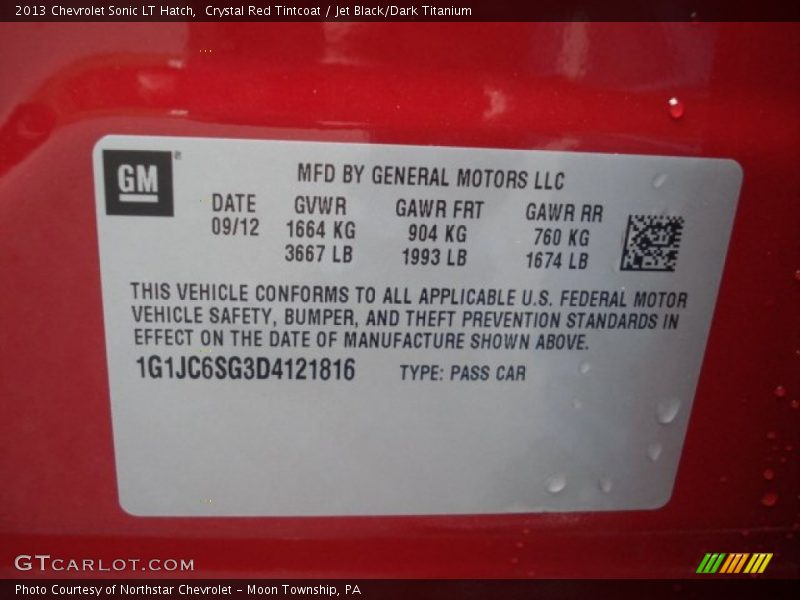 2013 Chevrolet Sonic LT Hatch,  Crystal Red Tintcoat / Jet Black/Dark Titanium
GM
MFD BY GENERAL MOTORS LLC
DATE GVWR GAWR FRT GAWR RR
09/12 1664 KG 904 KG 760 KG
3667 LB 1993 LB 1674 LB
THIS VEHICLE CONFORMS TO ALL APPLICABLE U.S. FEDERAL MOTOR
VEHICLE SAFETY, BUMPER, AND THEFT PREVENTION STANDARDS IN
EFFECT ON THE DATE OF MANUFACTURE SHOWN ABOVE.
1G1JC6SG3D4121816 TYPE: PASS CAR
GTCARLOT.COM
Photo Courtesy of Northstar Chevrolet - Moon Township, PA